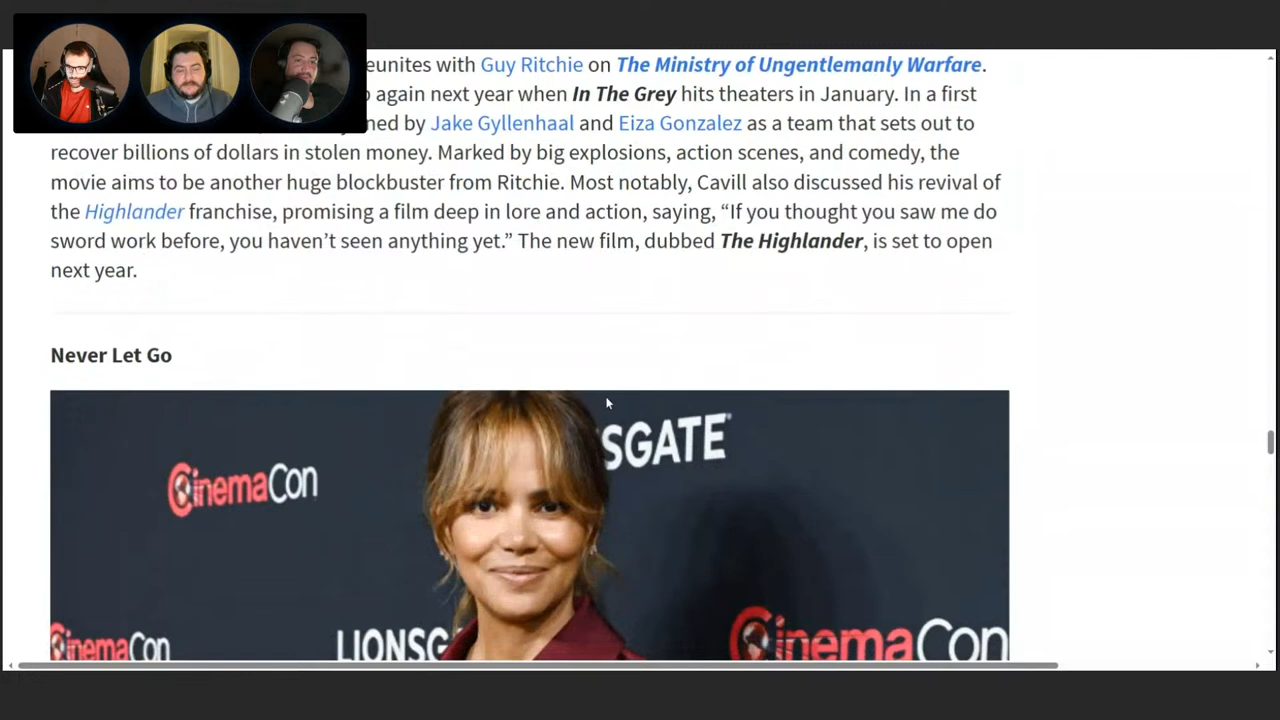 eunites with Guy Ritchie on The Ministry of Ungentlemanly Warfare.
again next year when In The Grey hits theaters in January. In a first
ned by Jake Gyllenhaal and Eiza Gonzalez as a team that sets out to
recover billions of dollars in stolen money. Marked by big explosions, action scenes, and comedy, the
movie aims to be another huge blockbuster from Ritchie. Most notably, Cavill also discussed his revival of
the Highlander franchise, promising a film deep in lore and action, saying, “If you thought you saw me do
sword work before, you haven’t seen anything yet.” The new film, dubbed The Highlander, is set to open
next year.
Never Let Go
SGATE
CinemaCon
CinemaCon
LIONSG
CinemaCon